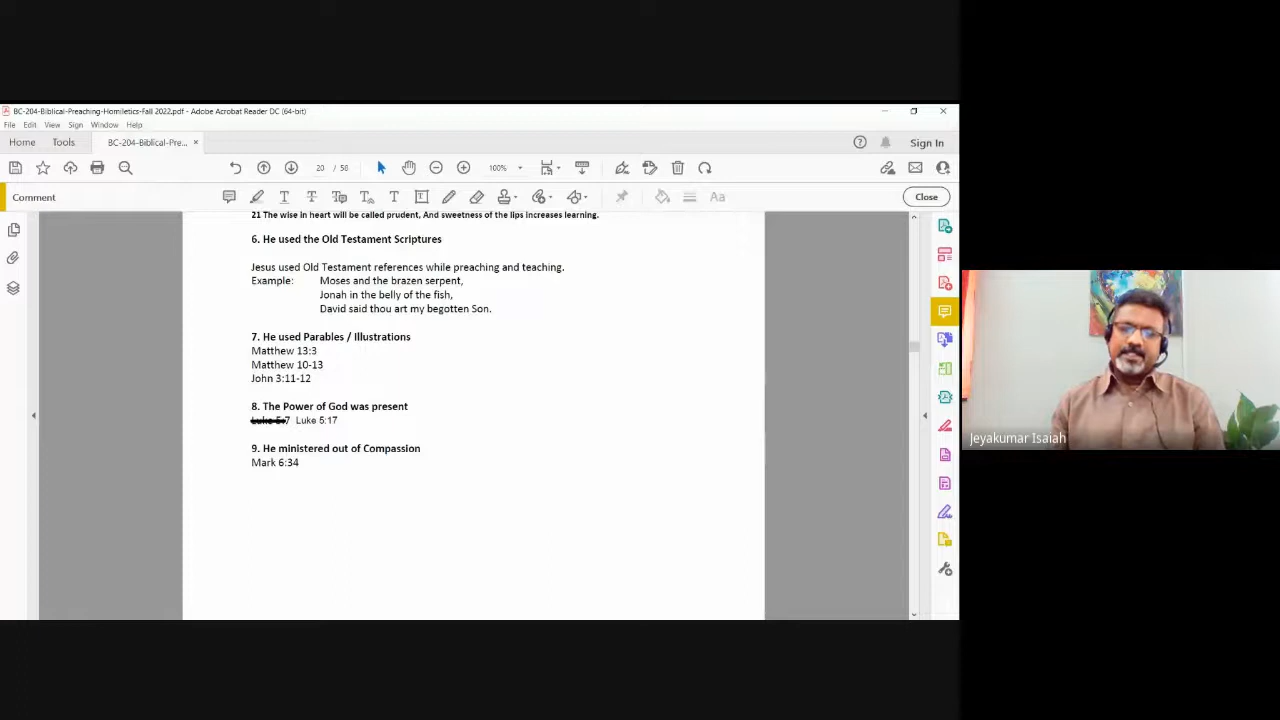 BC-204-Biblical-Preaching-Homiletics-Fall 2022.pdf - Adobe Acrobat Reader DC (64-bit)
File Edit View Sign Window Help
Home Tools BC-204-Biblical-Pre... × Sign In
20 / 58 100%
Comment Close
21 The wise in heart will be called prudent, And sweetness of the lips increases learning.
6. He used the Old Testament Scriptures
Jesus used Old Testament references while preaching and teaching.
Example: Moses and the brazen serpent,
Jonah in the belly of the fish,
David said thou art my begotten Son.
7. He used Parables / Illustrations
Matthew 13:3
Matthew 10-13
John 3:11-12
8. The Power of God was present
Luke 5:7 Luke 5:17
9. He ministered out of Compassion
Mark 6:34
Jeyakumar Isaiah